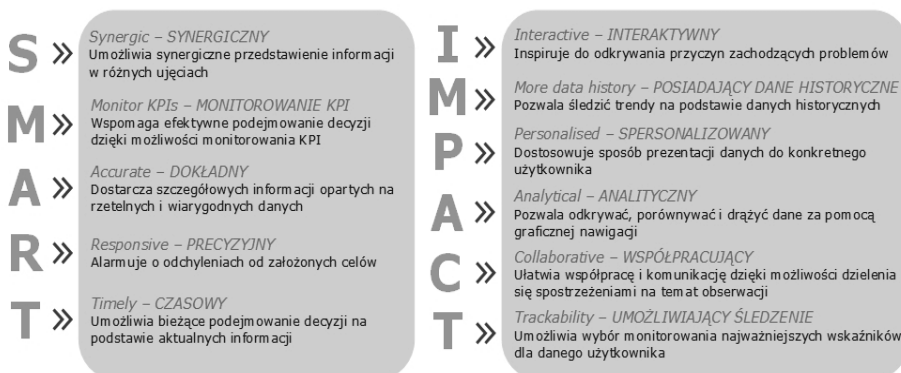 S »
Synergic – SYNERGICZNY
Umożliwia synergiczne przedstawienie informacji
w różnych ujęciach
M »
Monitor KPIs – MONITOROWANIE KPI
Wspomaga efektywne podejmowanie decyzji
dzięki możliwości monitorowania KPI
A »
Accurate – DOKŁADNY
Dostarcza szczegółowych informacji opartych na
rzetelnych i wiarygodnych danych
R »
Responsive – PRECYZYJNY
Alarmuje o odchyleniach od założonych celów
T »
Timely – CZASOWY
Umożliwia bieżące podejmowanie decyzji na
podstawie aktualnych informacji
I »
Interactive – INTERAKTYWNY
Inspiruje do odkrywania przyczyn zachodzących problemów
M »
More data history – POSIADAJĄCY DANE HISTORYCZNE
Pozwala śledzić trendy na podstawie danych historycznych
P »
Personalised – SPERSONALIZOWANY
Dostosowuje sposób prezentacji danych do konkretnego
użytkownika
A »
Analytical – ANALITYCZNY
Pozwala odkrywać, porównywać i drążyć dane za pomocą
graficznej nawigacji
C »
Collaborative – WSPÓŁPRACUJĄCY
Ułatwia współpracę i komunikację dzięki możliwości dzielenia
się spostrzeżeniami na temat obserwacji
T »
Trackability – UMOŻLIWIAJĄCY ŚLEDZENIE
Umożliwia wybór monitorowania najważniejszych wskaźników
dla danego użytkownika